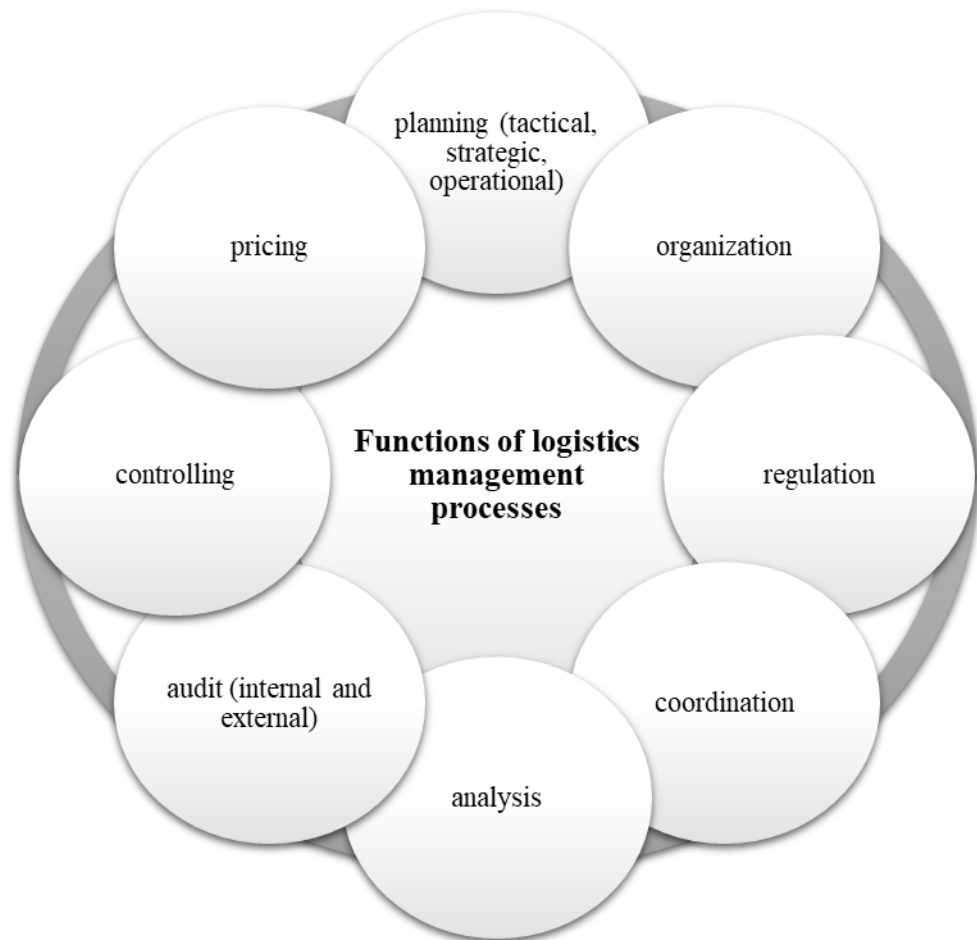 planning (tactical,
strategic,
operational)
organization
regulation
coordination
analysis
audit (internal and
external)
controlling
pricing
Functions of logistics
management
processes